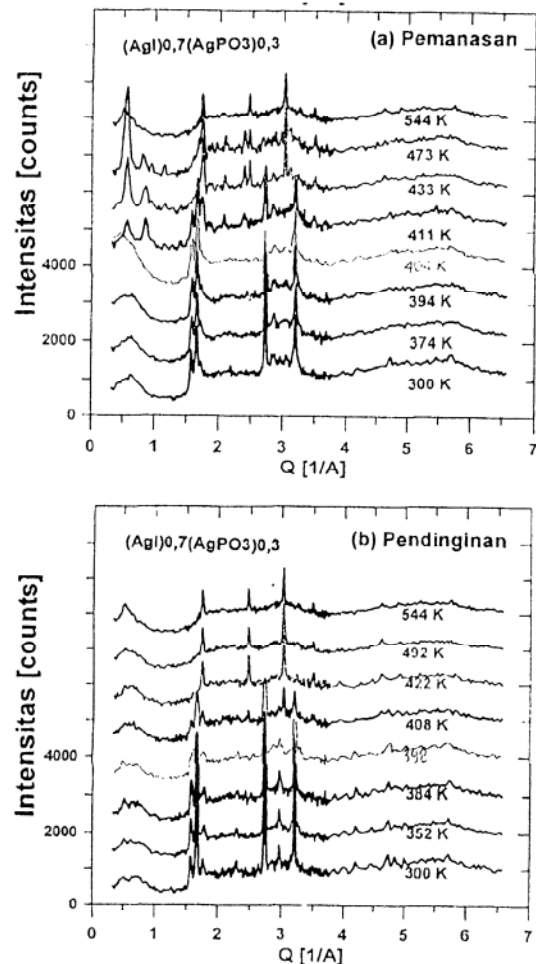 (AgI)0,7(AgPO3)0,3
(a) Pemanasan
Intensitas [counts]
544 K
473 K
433 K
411 K
404 K
394 K
374 K
300 K
4000
2000
0
0 1 2 3 4 5 6 7
Q [1/A]
(AgI)0,7(AgPO3)0,3
(b) Pendinginan
Intensitas [counts]
544 K
492 K
422 K
408 K
384 K
352 K
300 K
4000
2000
0
0 1 2 3 4 5 6 7
Q [1/A]